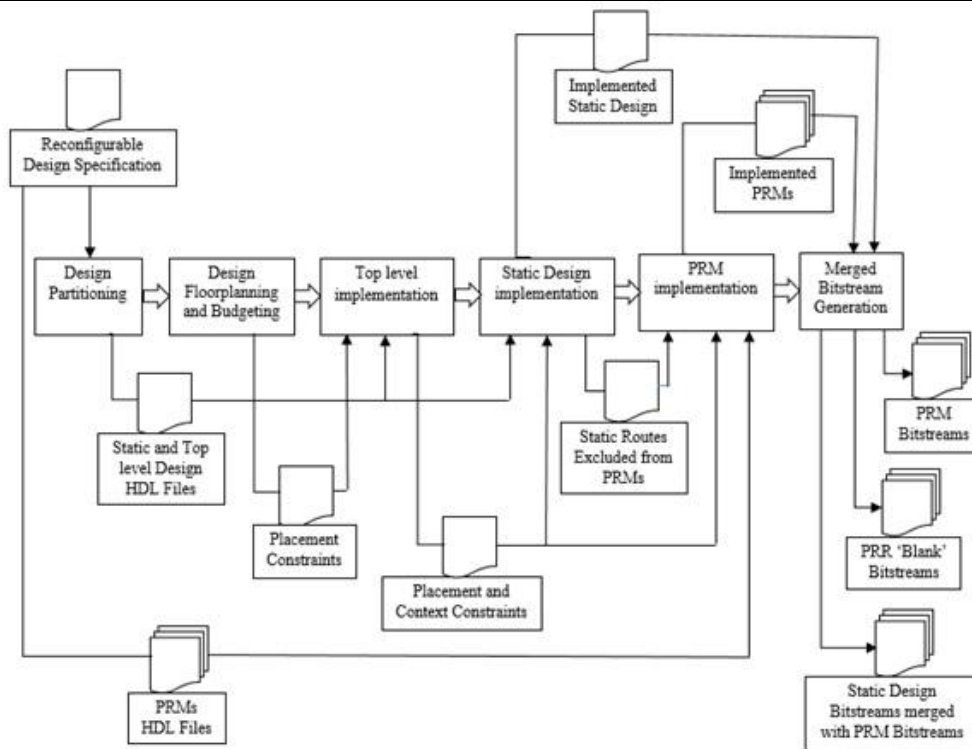 Implemented
Static Design
Reconfigurable
Design Specification
Implemented
PRMs
Design
Partitioning
Design
Floorplanning
and Budgeting
Top level
implementation
Static Design
implementation
PRM
implementation
Merged
Bitstream
Generation
PRM
Bitstreams
Static and Top
level Design
HDL Files
Static Routes
Excluded from
PRMs
Placement
Constraints
PRR ‘Blank’
Bitstreams
Placement and
Context Constraints
PRMs
HDL Files
Static Design
Bitstreams merged
with PRM Bitstreams